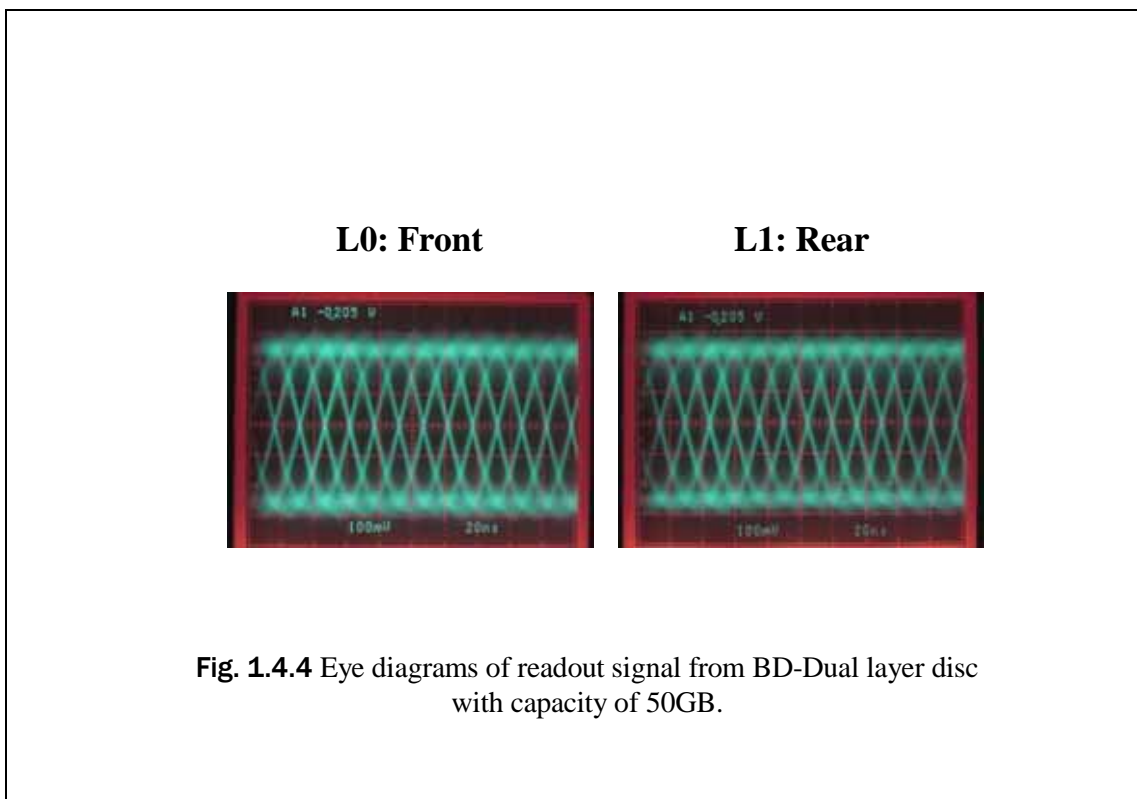 L0: Front
L1: Rear
A1 -0.205 V
A1 -0.205 V
100mV 20ns
100mV 20ns
Fig. 1.4.4 Eye diagrams of readout signal from BD-Dual layer disc
with capacity of 50GB.